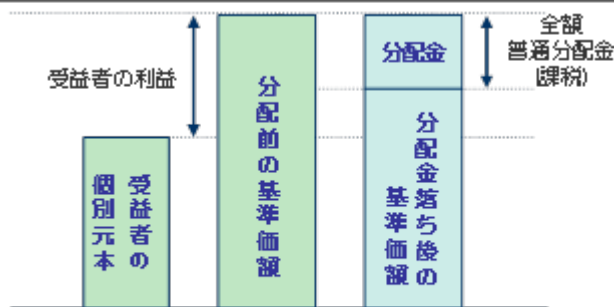 受益者の利益
受益者の
個別元本
分配前の基準価額
分配金
分配金落ち後の
基準価額
全額
普通分配金
(課税)